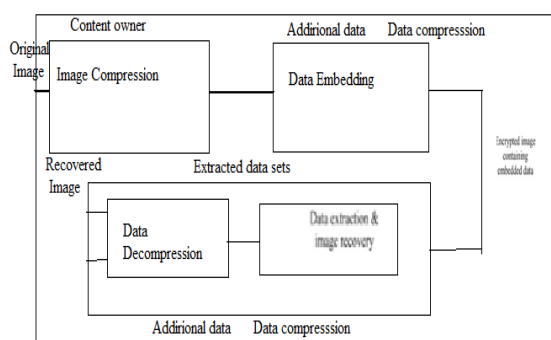 Content owner
Addirional data Data compresssion
Original
Image
Image Compression
Data Embedding
Encrypted image
containing
embedded data
Recovered
Image
Extracted data sets
Data
Decompression
Data extraction &
image recovery
Addirional data Data compresssion